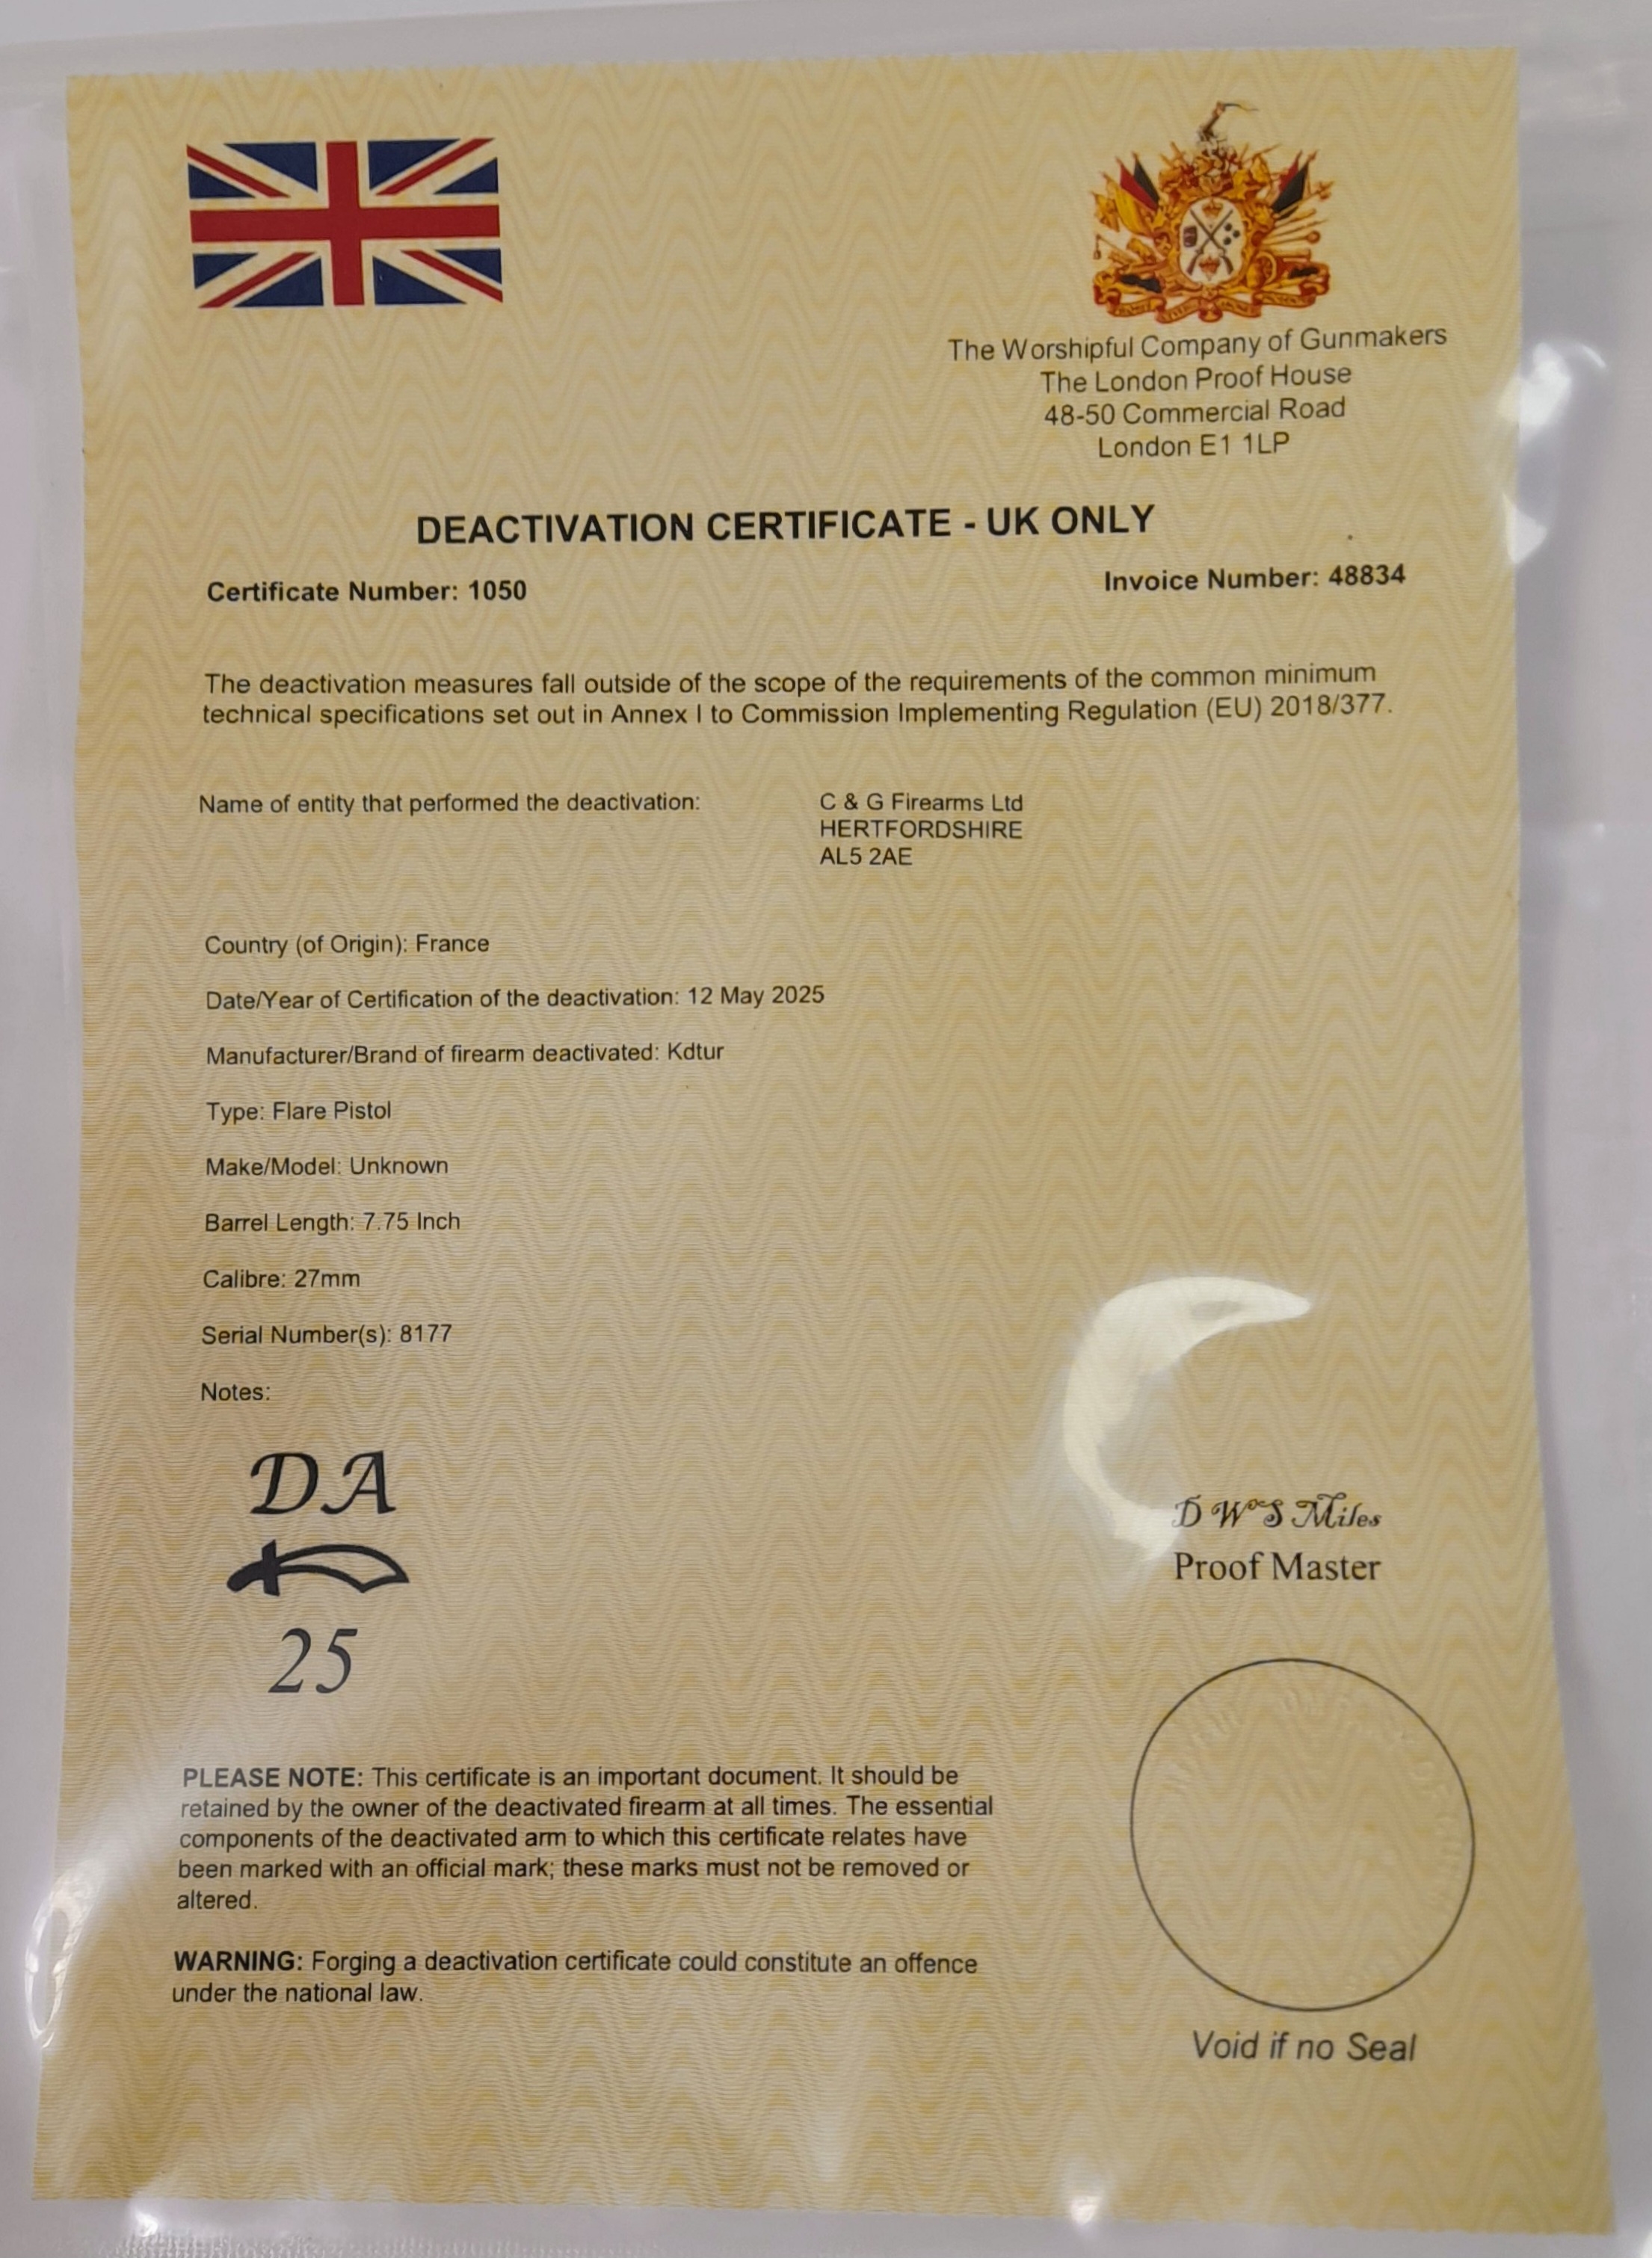 The Worshipful Company of Gunmakers
The London Proof House
48-50 Commercial Road
London E1 1LP
DEACTIVATION CERTIFICATE - UK ONLY
Certificate Number: 1050
Invoice Number: 48834
The deactivation measures fall outside of the scope of the requirements of the common minimum
technical specifications set out in Annex I to Commission Implementing Regulation (EU) 2018/377.
Name of entity that performed the deactivation:
C & G Firearms Ltd
HERTFORDSHIRE
AL5 2AE
Country (of Origin): France
Date/Year of Certification of the deactivation: 12 May 2025
Manufacturer/Brand of firearm deactivated: Kdtur
Type: Flare Pistol
Make/Model: Unknown
Barrel Length: 7.75 Inch
Calibre: 27mm
Serial Number(s): 8177
Notes:
DA
25
D W S Miles
Proof Master
PLEASE NOTE: This certificate is an important document. It should be
retained by the owner of the deactivated firearm at all times. The essential
components of the deactivated arm to which this certificate relates have
been marked with an official mark; these marks must not be removed or
altered.
WARNING: Forging a deactivation certificate could constitute an offence
under the national law.
Void if no Seal